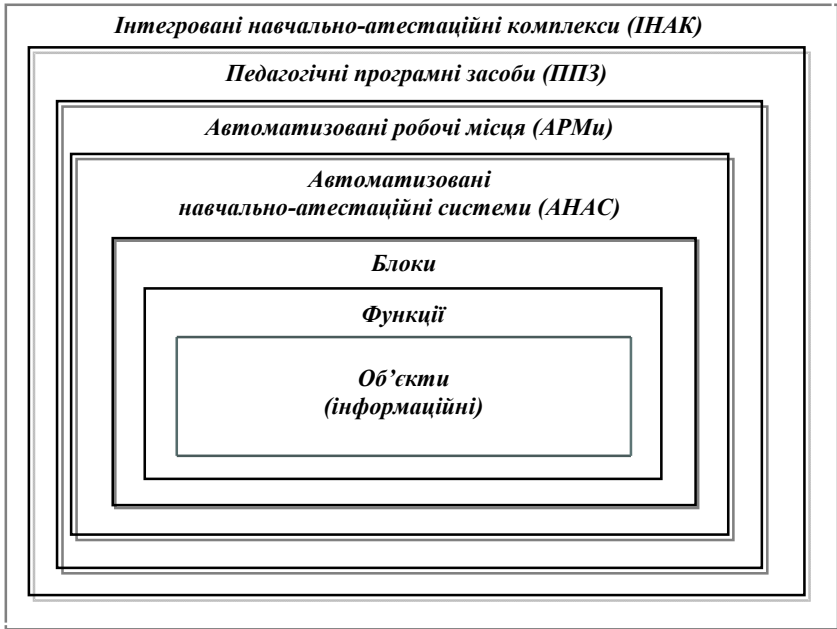 Інтегровані навчально-атестаційні комплекси (ІНАК)
Педагогічні програмні засоби (ППЗ)
Автоматизовані робочі місця (АРМи)
Автоматизовані
навчально-атестаційні системи (АНАС)
Блоки
Функції
Об’єкти
(інформаційні)